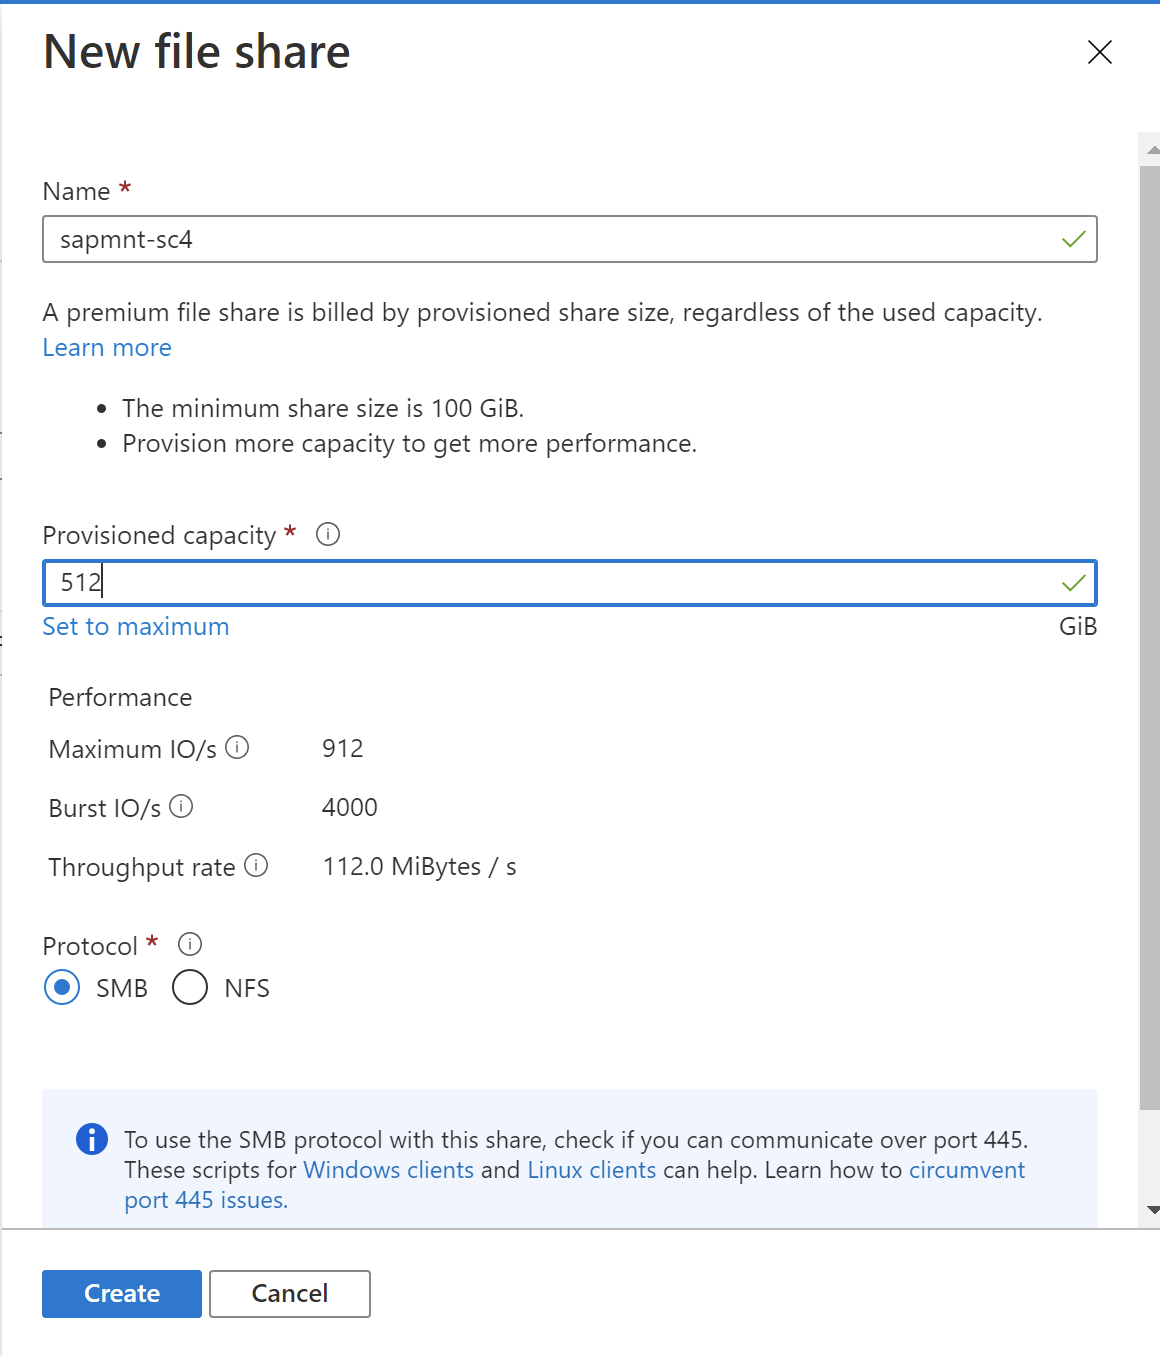 New file share
Name *
sapmnt-sc4
A premium file share is billed by provisioned share size, regardless of the used capacity.
Learn more
• The minimum share size is 100 GiB.
• Provision more capacity to get more performance.
Provisioned capacity *
512
Set to maximum
GiB
Performance
Maximum IO/s 912
Burst IO/s 4000
Throughput rate 112.0 MiBytes / s
Protocol *
SMB NFS
To use the SMB protocol with this share, check if you can communicate over port 445.
These scripts for Windows clients and Linux clients can help. Learn how to circumvent
port 445 issues.
Create Cancel